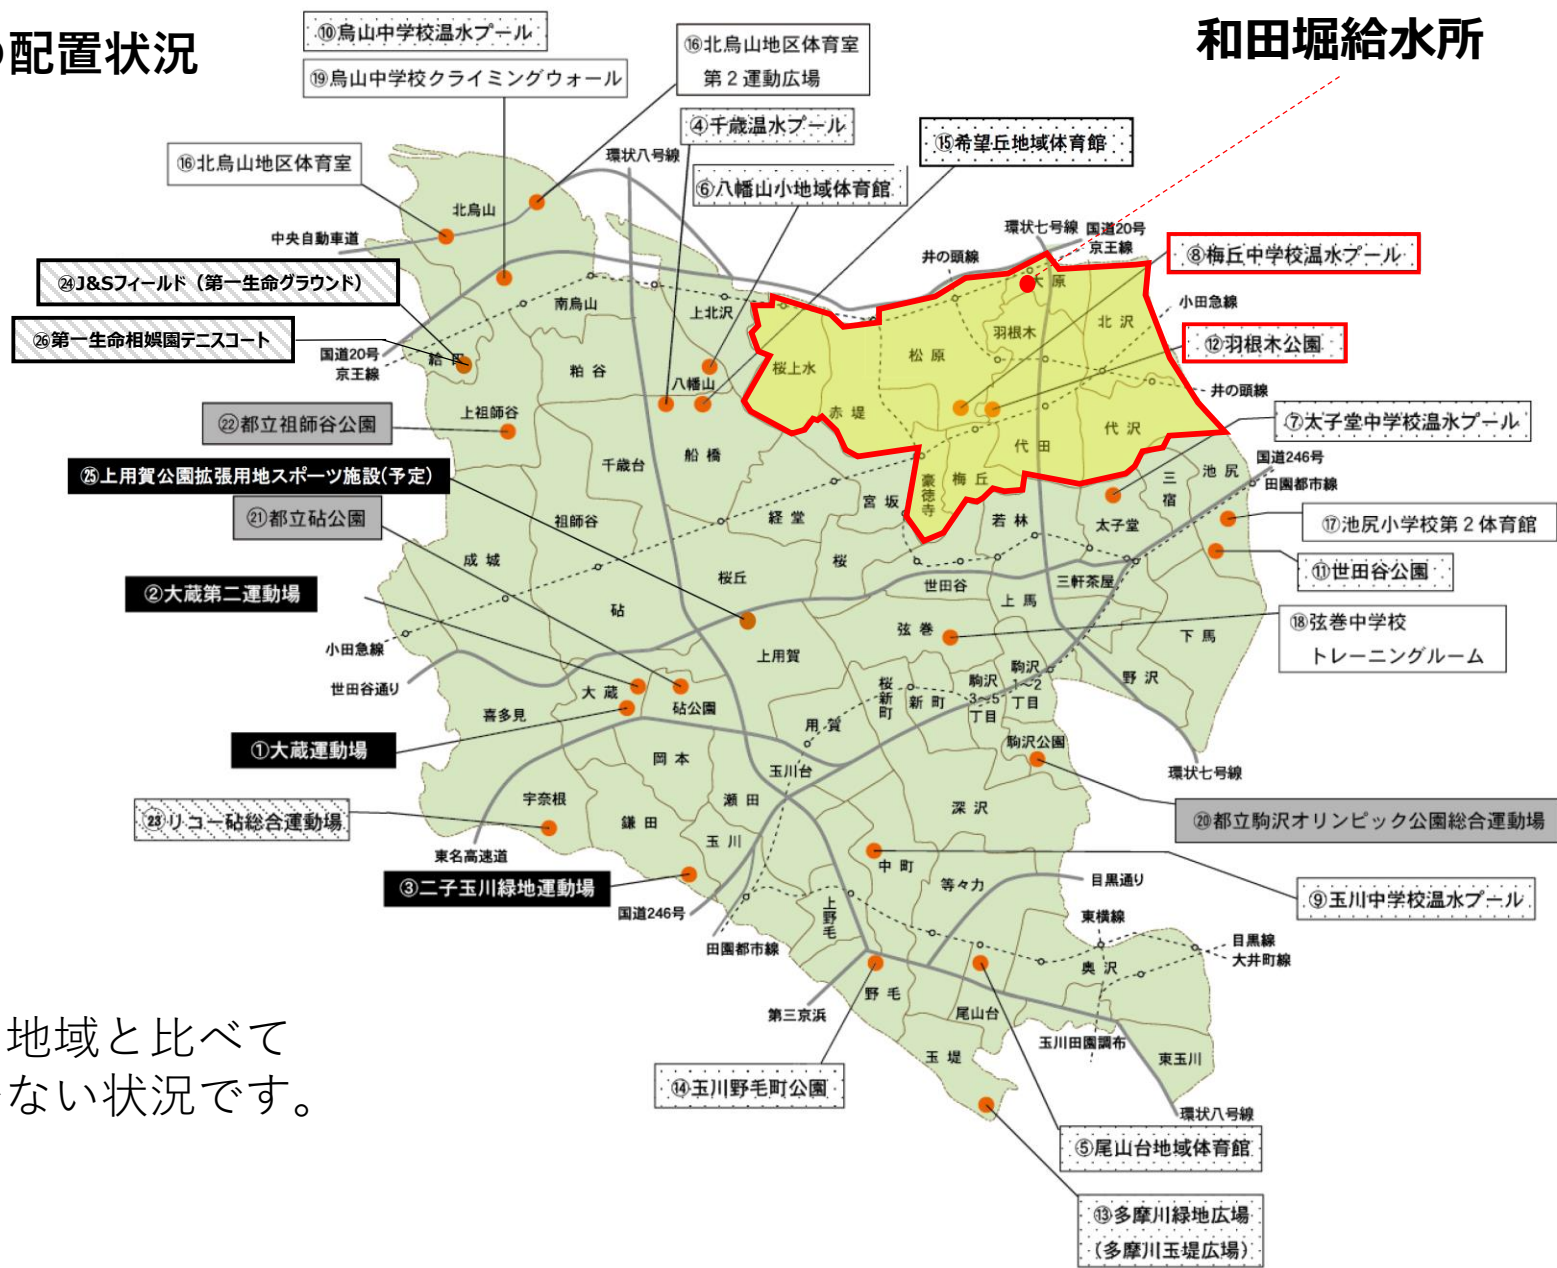 の配置状況
和田堀給水所
⑩烏山中学校温水プール
⑲烏山中学校クライミングウォール
⑯北烏山地区体育室
第2運動広場
④千歳温水プール
⑮希望丘地域体育館
⑯北烏山地区体育室
環状八号線
⑥八幡山小地域体育館
北烏山
中央自動車道
環状七号線
国道20号
京王線
井の頭線
⑧梅丘中学校温水プール
㉔J&Sフィールド（第一生命グラウンド）
大原
南烏山
上北沢
小田急線
北沢
㉖第一生命相娯園テニスコート
羽根木
⑫羽根木公園
国道20号
京王線
給田
粕谷
松原
桜上水
八幡山
井の頭線
上祖師谷
赤堤
⑦太子堂中学校温水プール
㉒都立祖師谷公園
代沢
代田
船橋
千歳台
国道246号
池尻
㉕上用賀公園拡張用地スポーツ施設(予定)
田園都市線
三宿
梅丘
豪徳寺
宮坂
㉑都立砧公園
祖師谷
経堂
若林
太子堂
⑰池尻小学校第2体育館
成城
桜
桜丘
世田谷
三軒茶屋
⑪世田谷公園
②大蔵第二運動場
砧
上馬
⑱弦巻中学校
トレーニングルーム
弦巻
下馬
小田急線
上用賀
世田谷通り
大蔵
砧公園
桜新町
新町
駒沢
3～5
丁目
駒沢
1～2
丁目
野沢
喜多見
用賀
①大蔵運動場
岡本
玉川台
駒沢公園
環状七号線
宇奈根
瀬田
深沢
㉓リコー砧総合運動場
鎌田
玉川
⑳都立駒沢オリンピック公園総合運動場
東名高速道
中町
③二子玉川緑地運動場
等々力
目黒通り
⑨玉川中学校温水プール
国道246号
上野毛
東横線
田園都市線
目黒線
大井町線
奥沢
野毛
第三京浜
尾山台
地域と比べて
玉川田園調布
玉堤
東玉川
⑭玉川野毛町公園
ない状況です。
環状八号線
⑤尾山台地域体育館
⑬多摩川緑地広場
（多摩川玉堤広場）